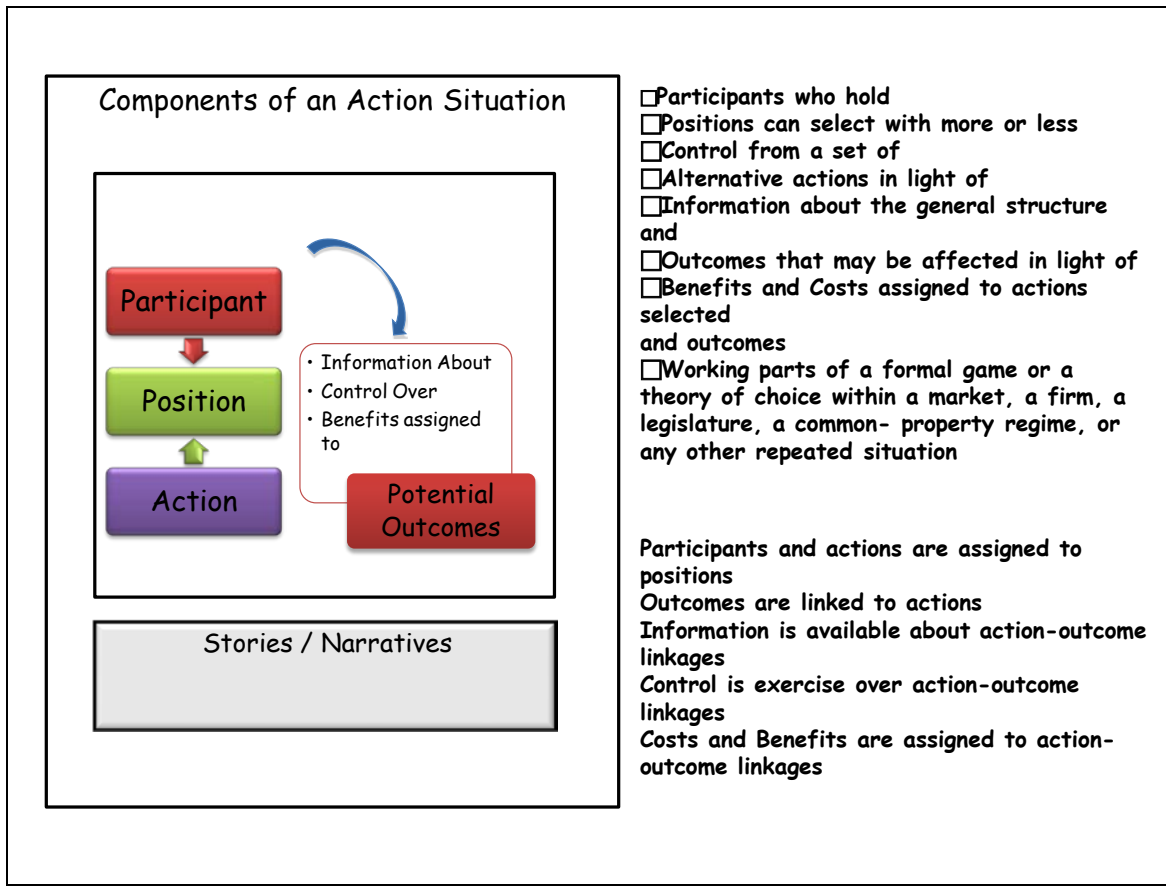 Components of an Action Situation
Participant
Position
Action
• Information About
• Control Over
• Benefits assigned
to
Potential
Outcomes
Stories / Narratives
□Participants who hold
□Positions can select with more or less
□Control from a set of
□Alternative actions in light of
□Information about the general structure
and
□Outcomes that may be affected in light of
□Benefits and Costs assigned to actions
selected
and outcomes
□Working parts of a formal game or a
theory of choice within a market, a firm, a
legislature, a common- property regime, or
any other repeated situation
Participants and actions are assigned to
positions
Outcomes are linked to actions
Information is available about action-outcome
linkages
Control is exercise over action-outcome
linkages
Costs and Benefits are assigned to action-
outcome linkages